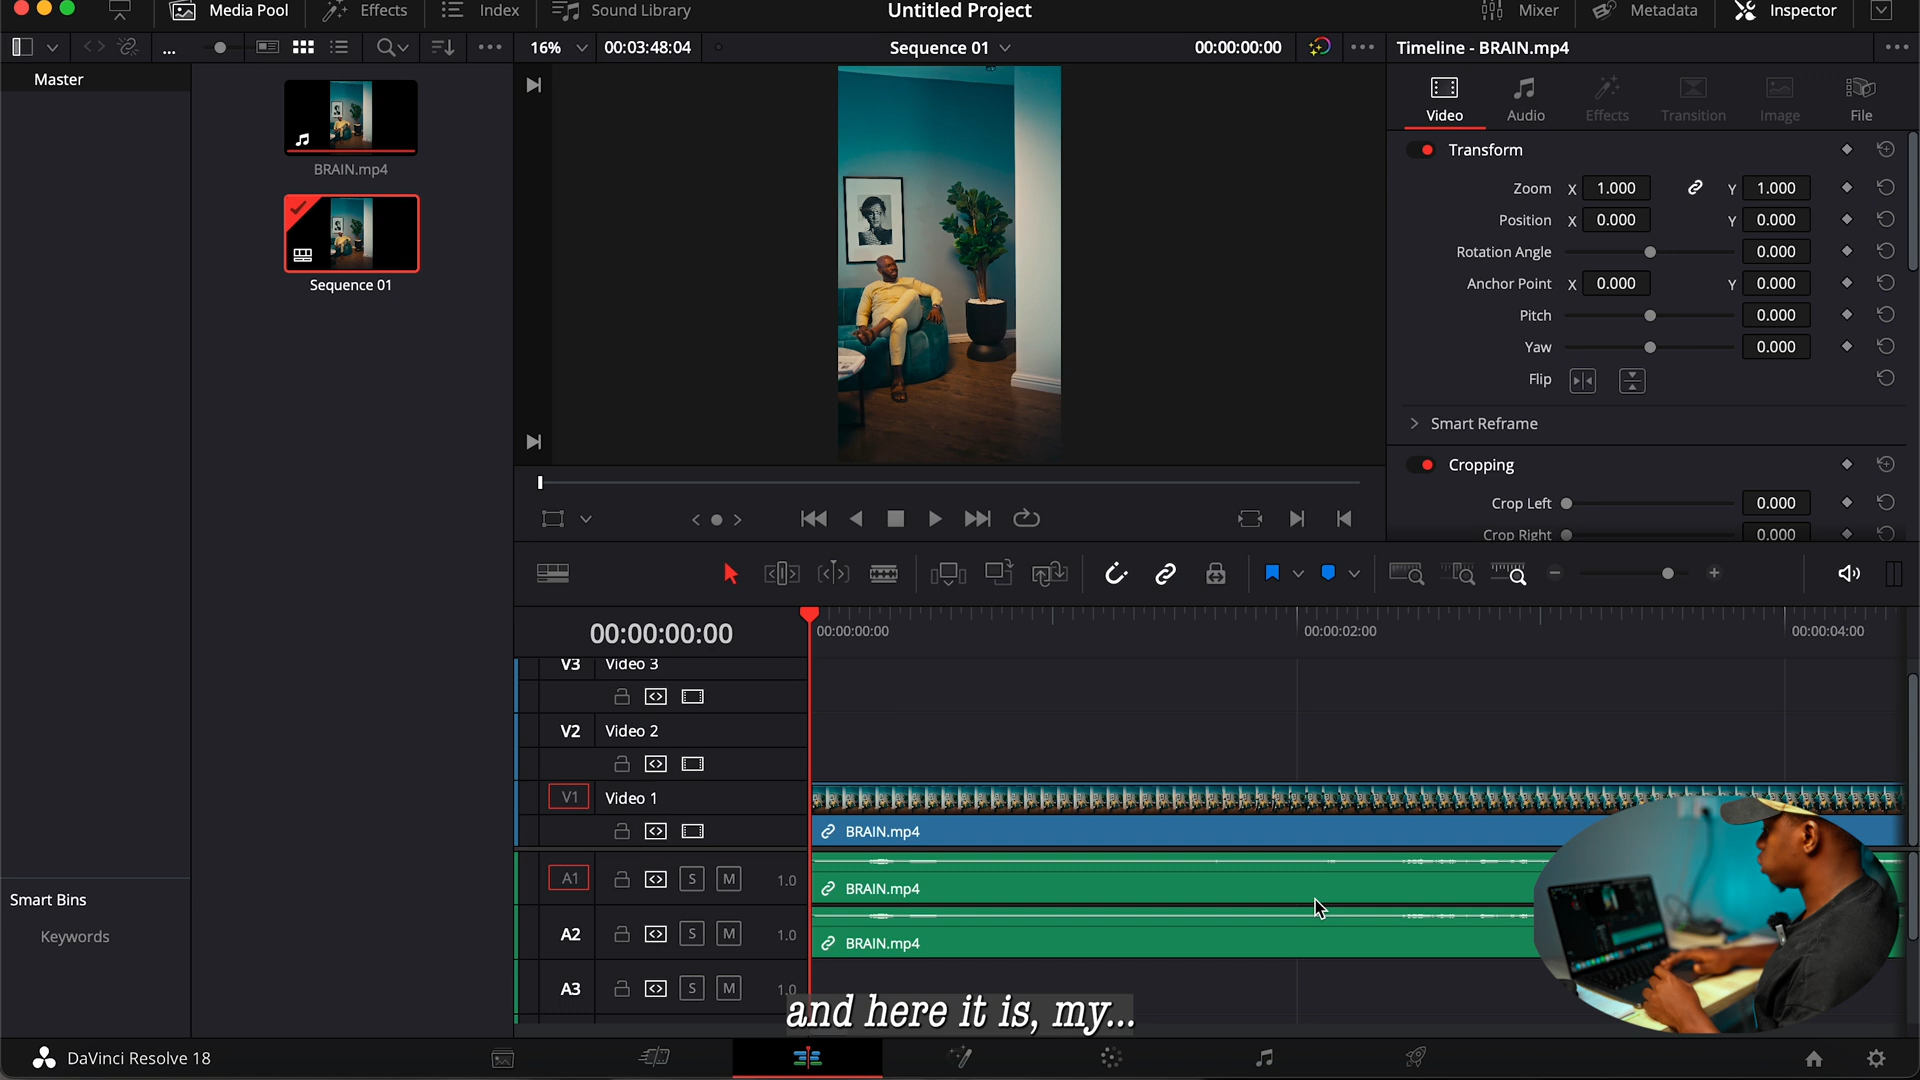 Media Pool
Effects
Index
Sound Library
Untitled Project
Mixer
Metadata
Inspector
16%
00:03:48:04
Sequence 01
00:00:00:00
Timeline - BRAIN.mp4
Master
BRAIN.mp4
Sequence 01
Video
Audio
Effects
Transition
Image
File
Transform
Zoom X 1.000 Y 1.000
Position X 0.000 Y 0.000
Rotation Angle 0.000
Anchor Point X 0.000 Y 0.000
Pitch 0.000
Yaw 0.000
Flip
Smart Reframe
Cropping
Crop Left 0.000
Crop Right 0.000
00:00:00:00
00:00:00:00
00:00:02:00
00:00:04:00
V3 Video 3
V2 Video 2
V1 Video 1
BRAIN.mp4
A1 S M 1.0
BRAIN.mp4
A2 S M 1.0
BRAIN.mp4
A3 S M 1.0
Smart Bins
Keywords
and here it is, my...
DaVinci Resolve 18